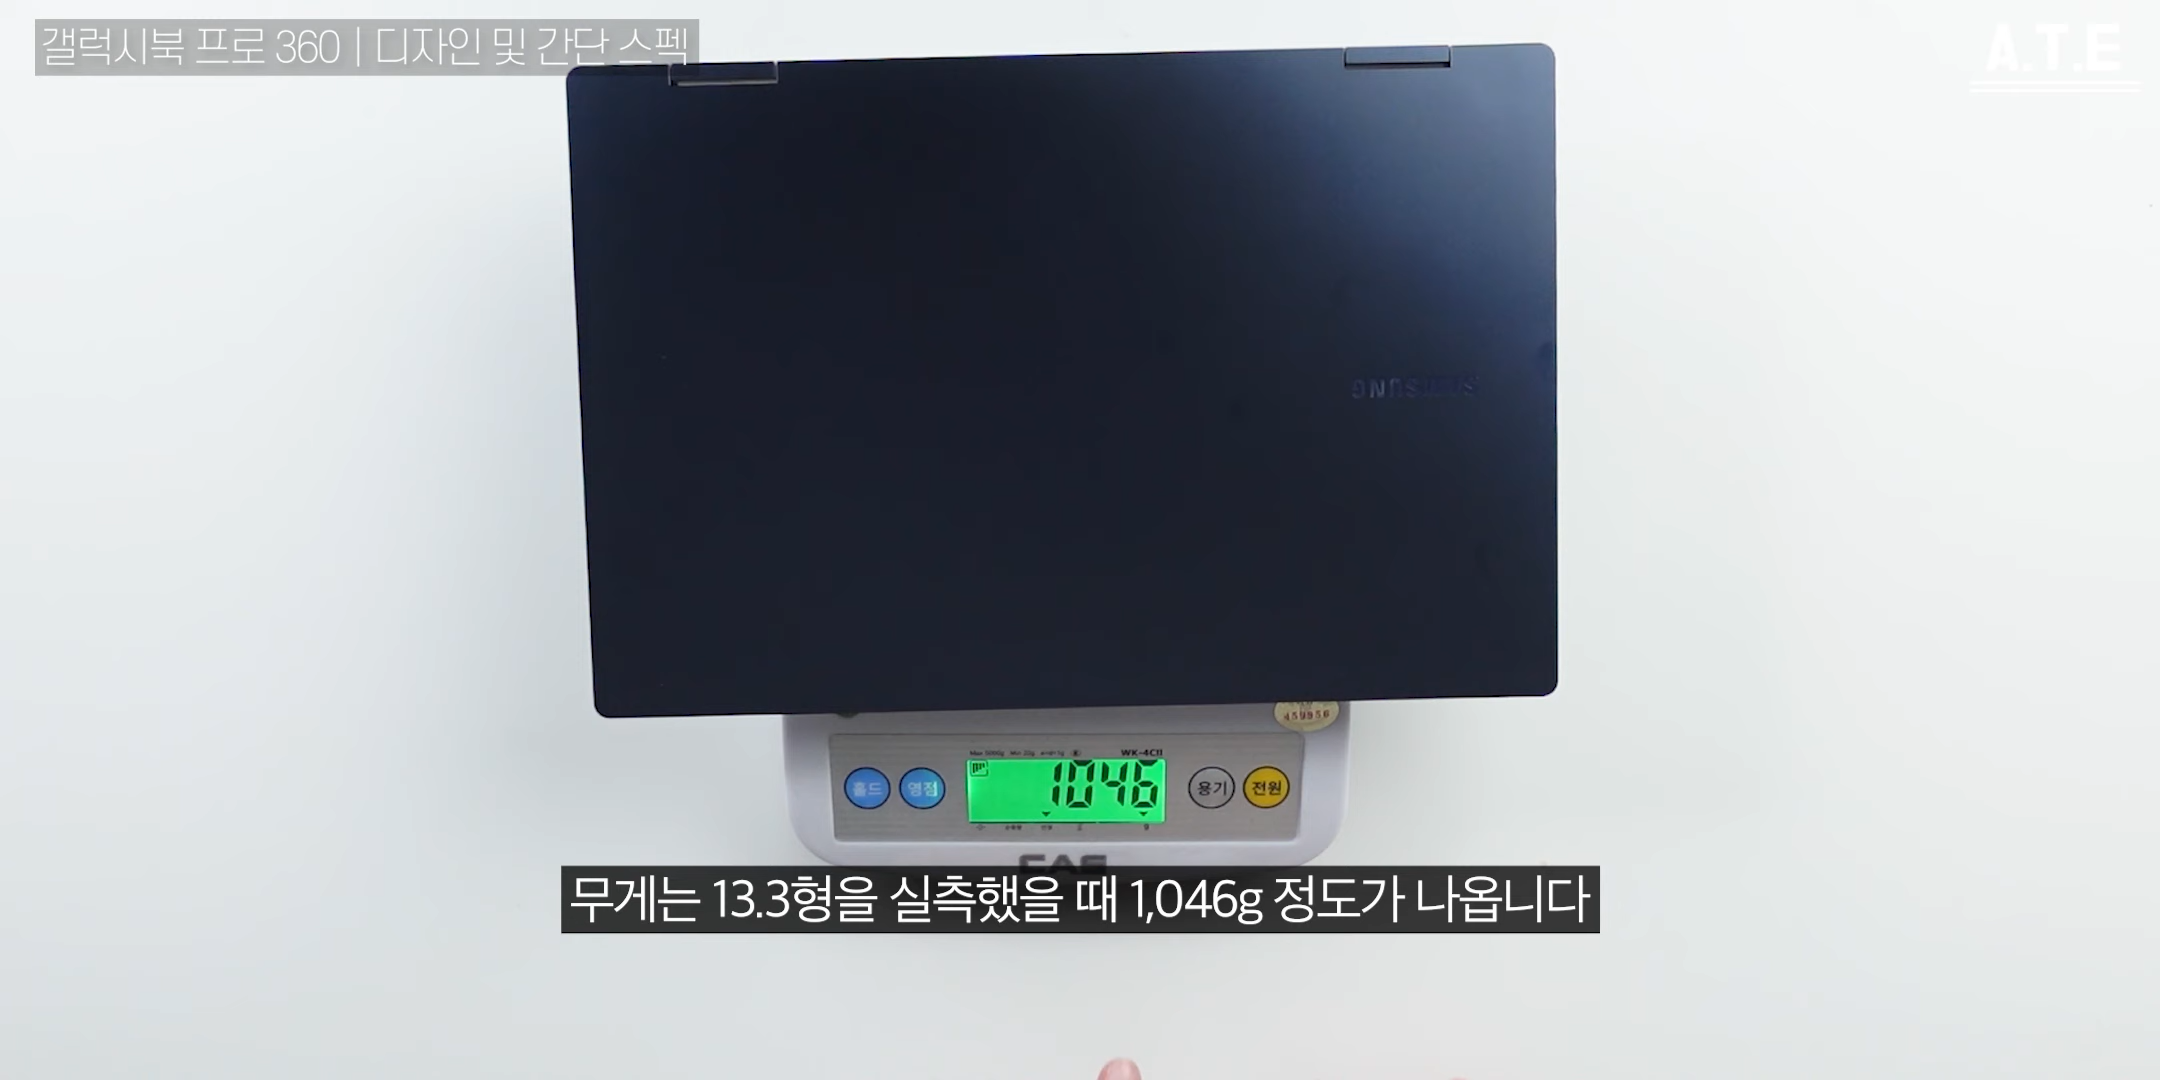 갤럭시북 프로 360 | 디자인 및 간단 스펙
A.T.E
SAMSUNG
459956
WK-4CII
홀드
영점
1046
용기
전원
CAS
무게는 13.3형을 실측했을 때 1,046g 정도가 나옵니다